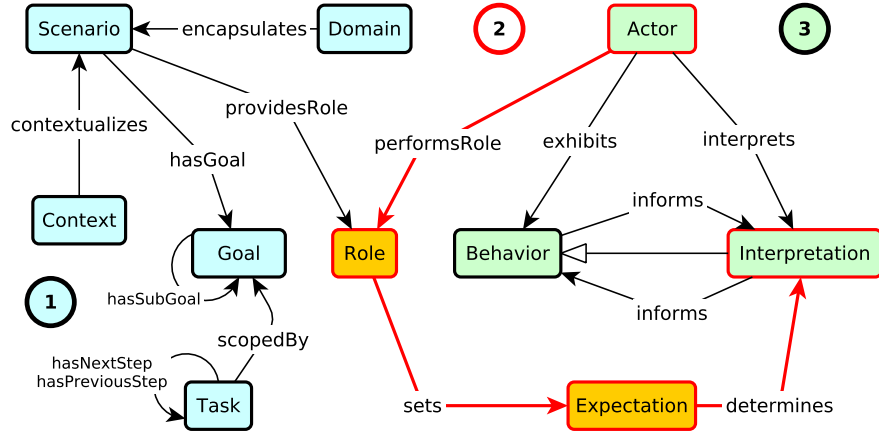 Scenario
encapsulates
Domain
2
Actor
3
contextualizes
providesRole
performsRole
exhibits
interprets
hasGoal
Context
informs
Goal
Role
Behavior
Interpretation
1
hasSubGoal
informs
scopedBy
hasNextStep
hasPreviousStep
Task
sets
Expectation
determines